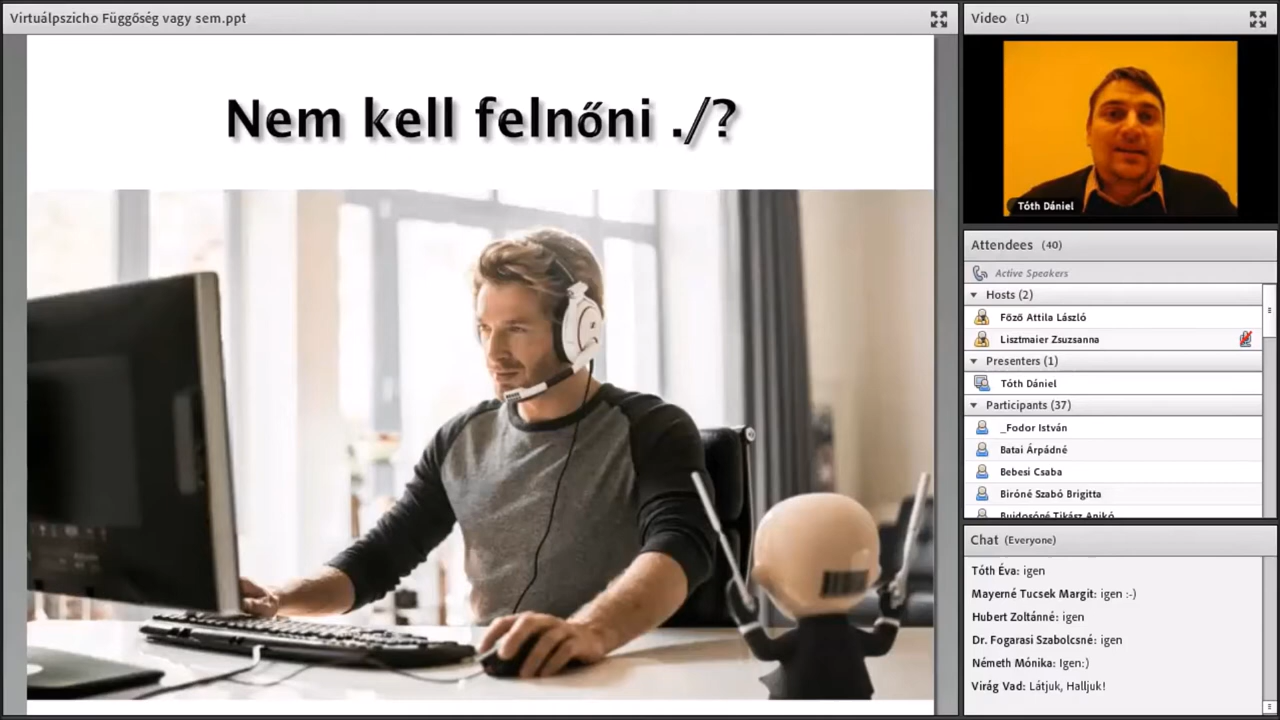 Virtuálpszicho Függőség vagy sem.ppt
Nem kell felnőni ./?
Video (1)
Tóth Dániel
Attendees (40)
Active Speakers
Hosts (2)
Főző Attila László
Lisztmaier Zsuzsanna
Presenters (1)
Tóth Dániel
Participants (37)
_Fodor István
Batai Árpádné
Bebesi Csaba
Biróné Szabó Brigitta
Bujdosóné Tikász Anikó
Chat (Everyone)
Tóth Éva: igen
Mayerné Tucsek Margit: igen :-)
Hubert Zoltánné: igen
Dr. Fogarasi Szabolcsné: igen
Németh Mónika: Igen:)
Virág Vad: Látjuk, Halljuk!